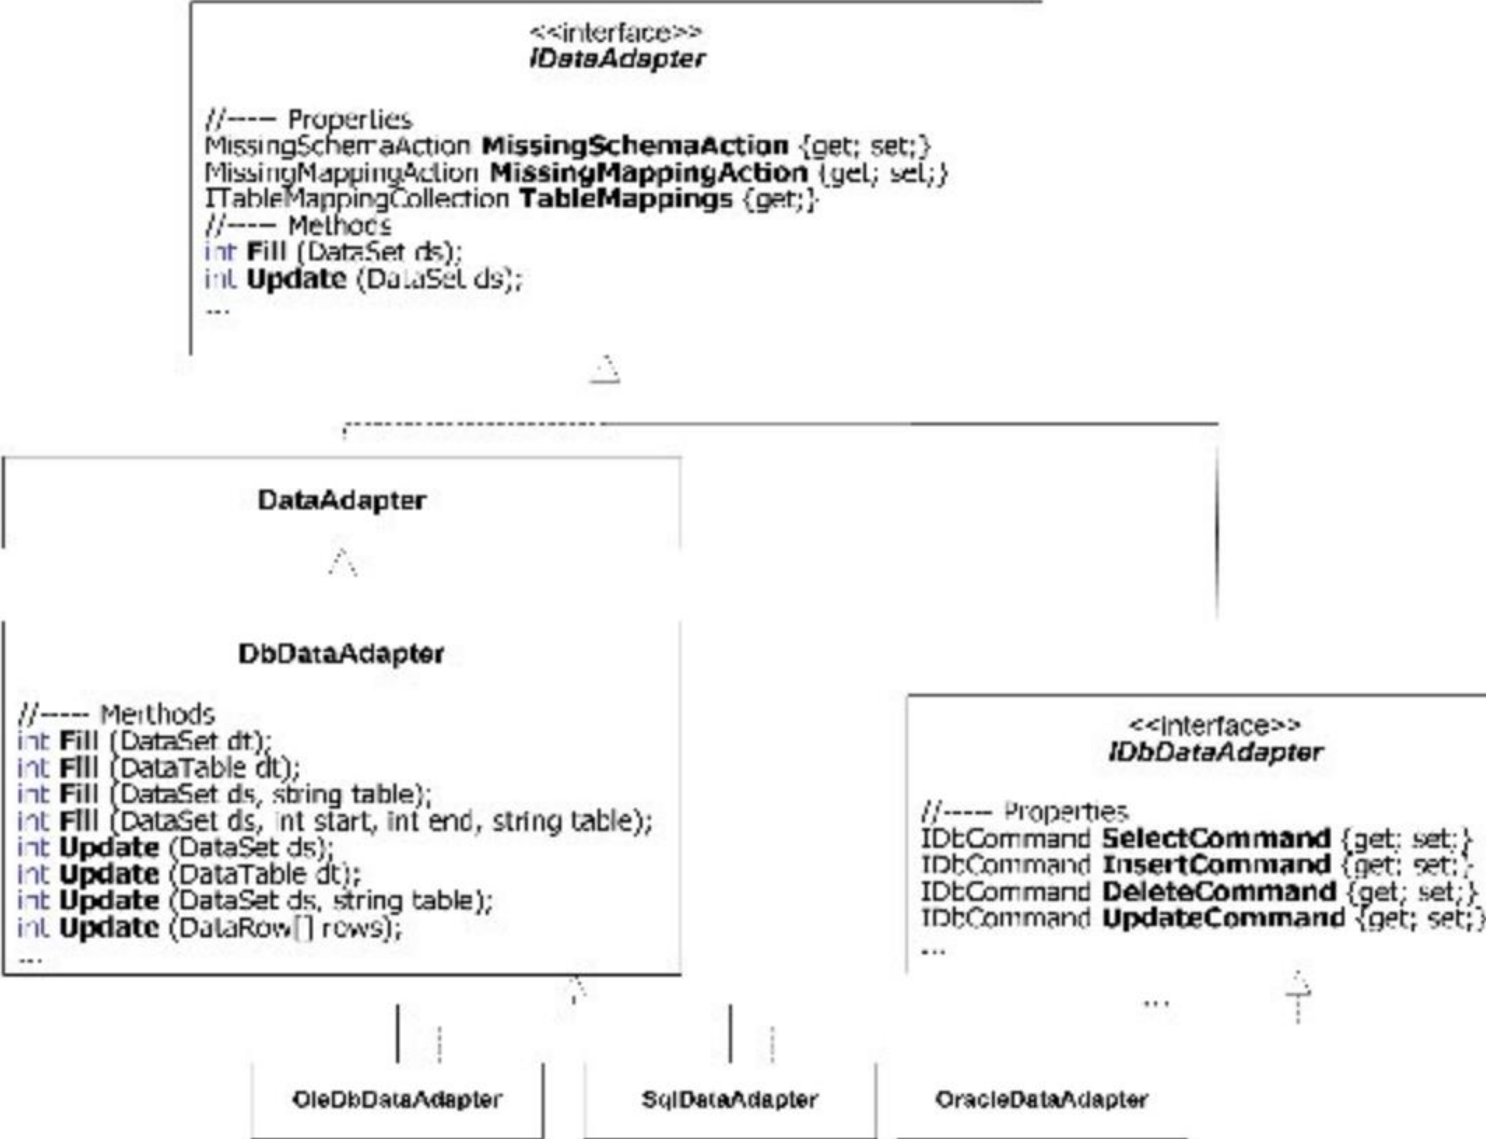 <<interface>>
IDataAdapter
//----- Properties
MissingSchemaAction MissingSchemaAction {get; set;}
MissingMappingAction MissingMappingAction {get; set;}
ITableMappingCollection TableMappings {get;}
//----- Methods
int Fill (DataSet ds);
int Update (DataSet ds);
...
DataAdapter
DbDataAdapter
//----- Merthods
int Fill (DataSet dt);
int Fill (DataTable dt);
int Fill (DataSet ds, string table);
int Fill (DataSet ds, int start, int end, string table);
int Update (DataSet ds);
int Update (DataTable dt);
int Update (DataSet ds, string table);
int Update (DataRow[] rows);
...
<<interface>>
IDbDataAdapter
//----- Properties
IDbCommand SelectCommand {get; set;}
IDbCommand InsertCommand {get; set;}
IDbCommand DeleteCommand {get; set;}
IDbCommand UpdateCommand {get; set;}
...
...
OleDbDataAdapter
SqlDataAdapter
OracleDataAdapter